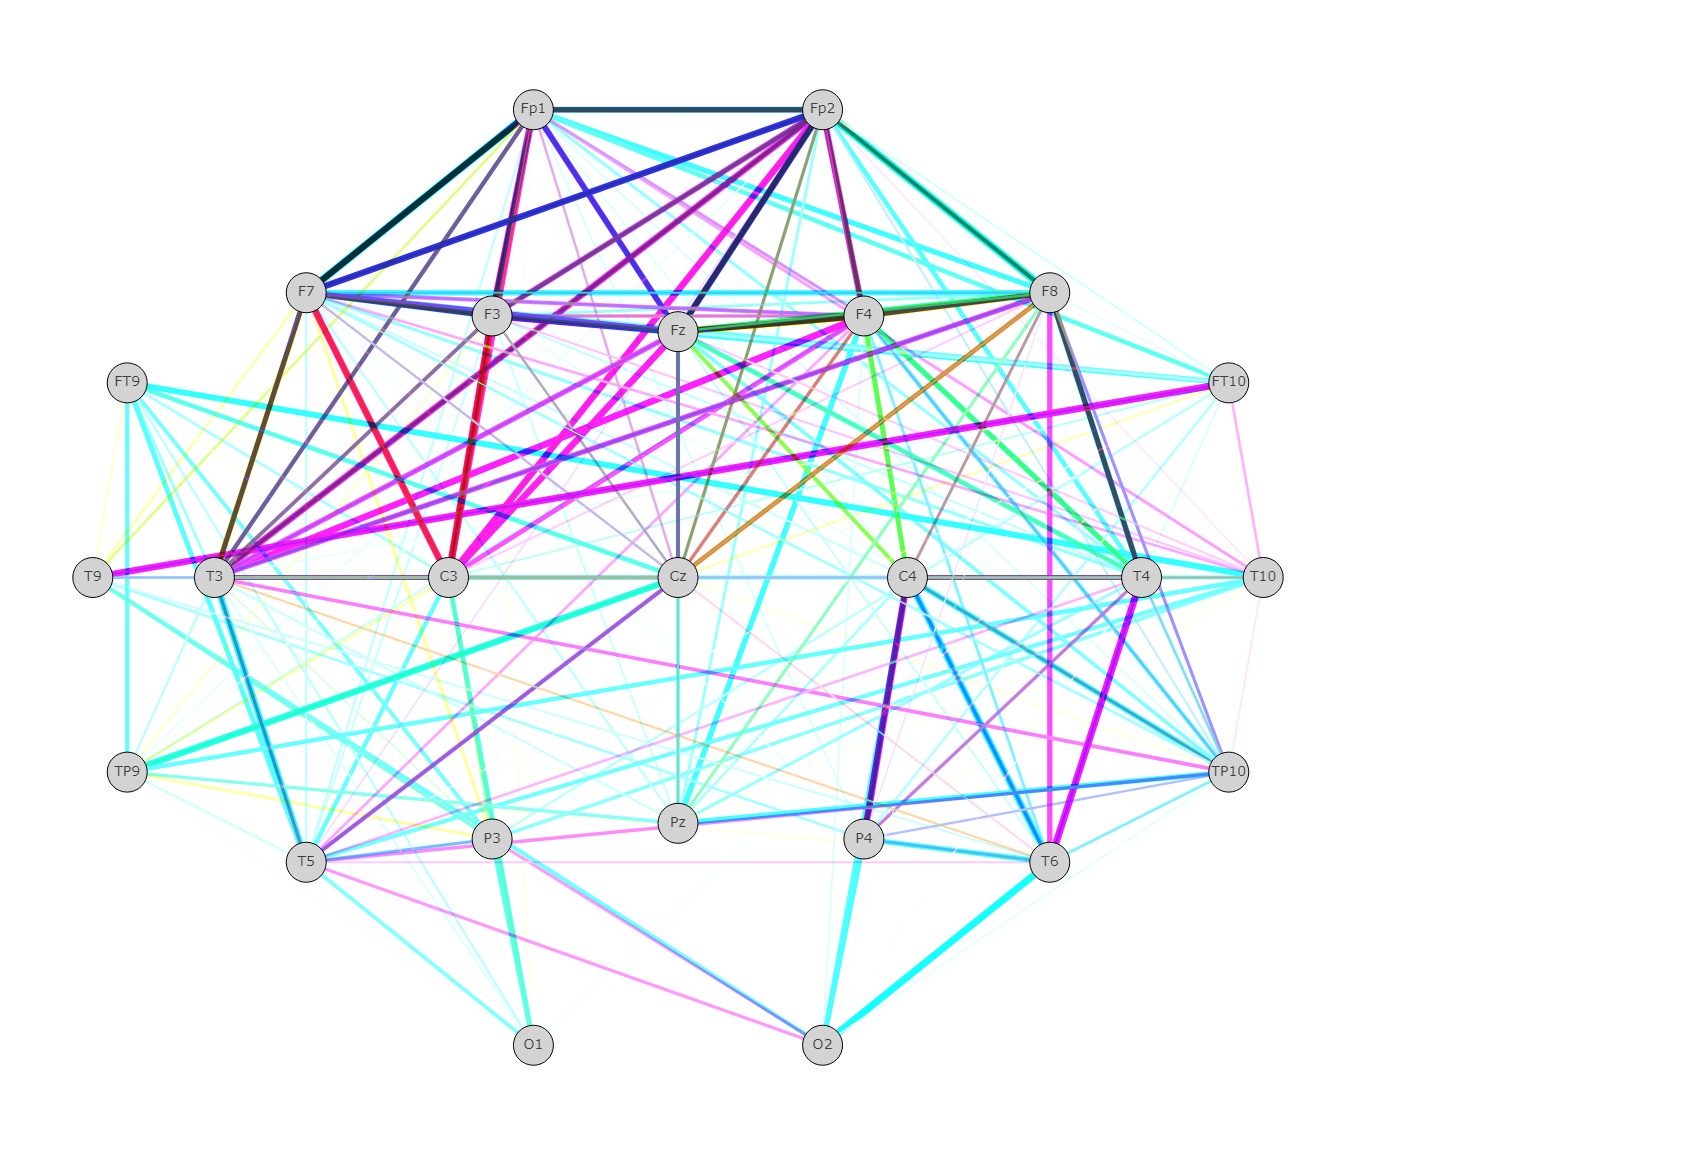 Fp1 Fp2
F7 F3 Fz F4 F8
FT9 FT10
T9 T3 C3 Cz C4 T4 T10
TP9 TP10
T5 P3 Pz P4 T6
O1 O2